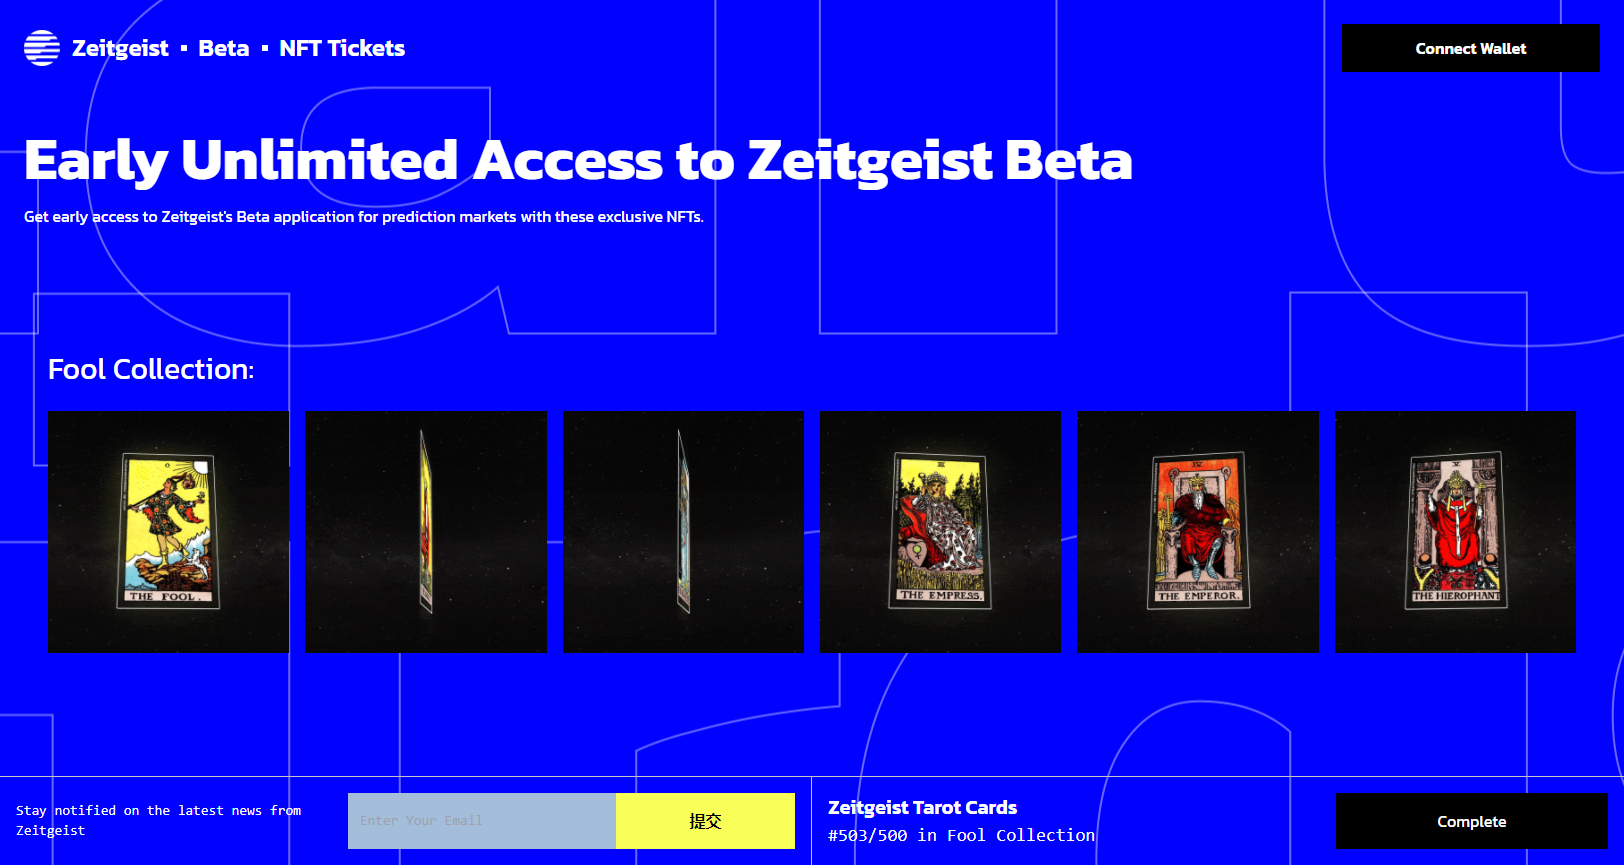 Zeitgeist ▪ Beta ▪ NFT Tickets
Connect Wallet
Early Unlimited Access to Zeitgeist Beta
Get early access to Zeitgeist's Beta application for prediction markets with these exclusive NFTs.
Fool Collection:
0
THE FOOL.
III
THE EMPRESS.
IV
THE EMPEROR.
V
THE HIEROPHANT
Stay notified on the latest news from
Zeitgeist
Enter Your Email
提交
Zeitgeist Tarot Cards
#503/500 in Fool Collection
Complete